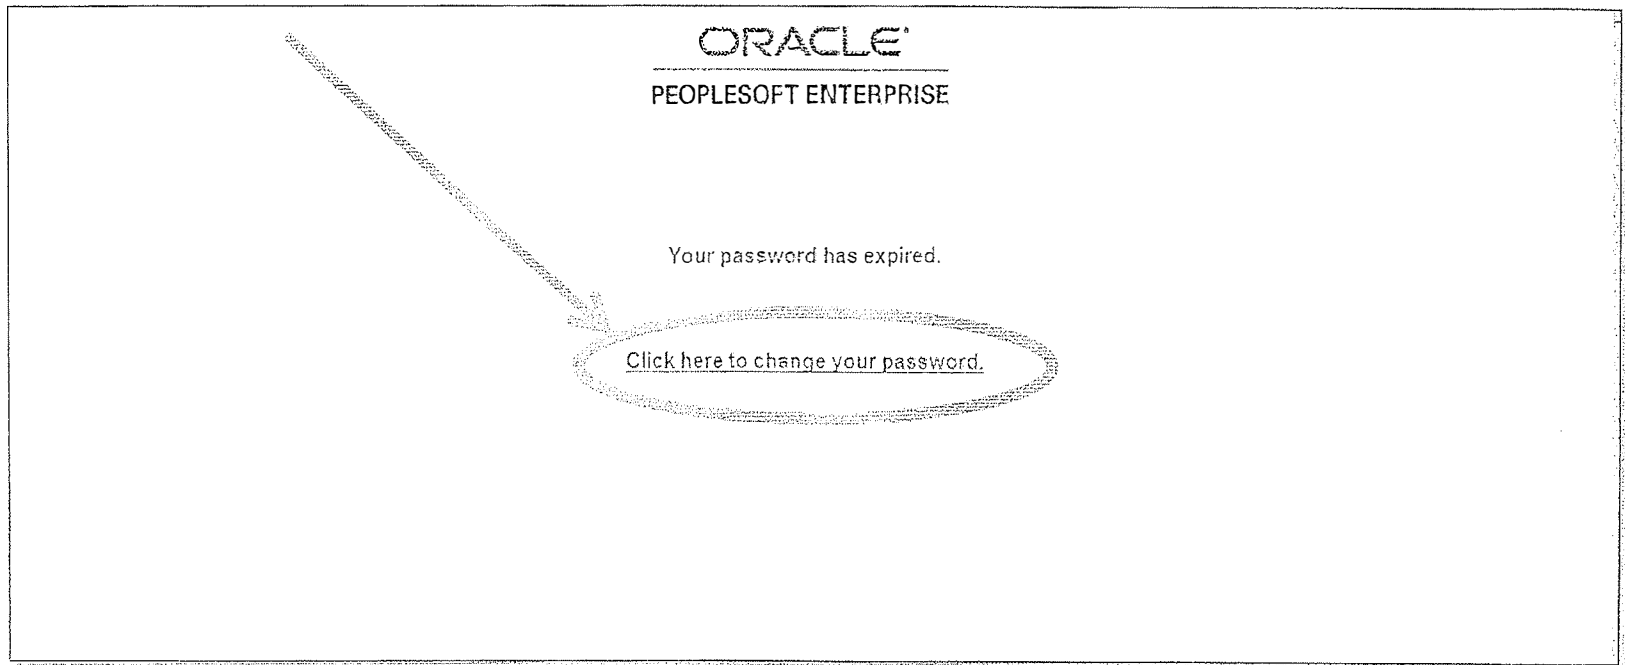 ORACLE®
PEOPLESOFT ENTERPRISE
Your password has expired.
Click here to change your password.